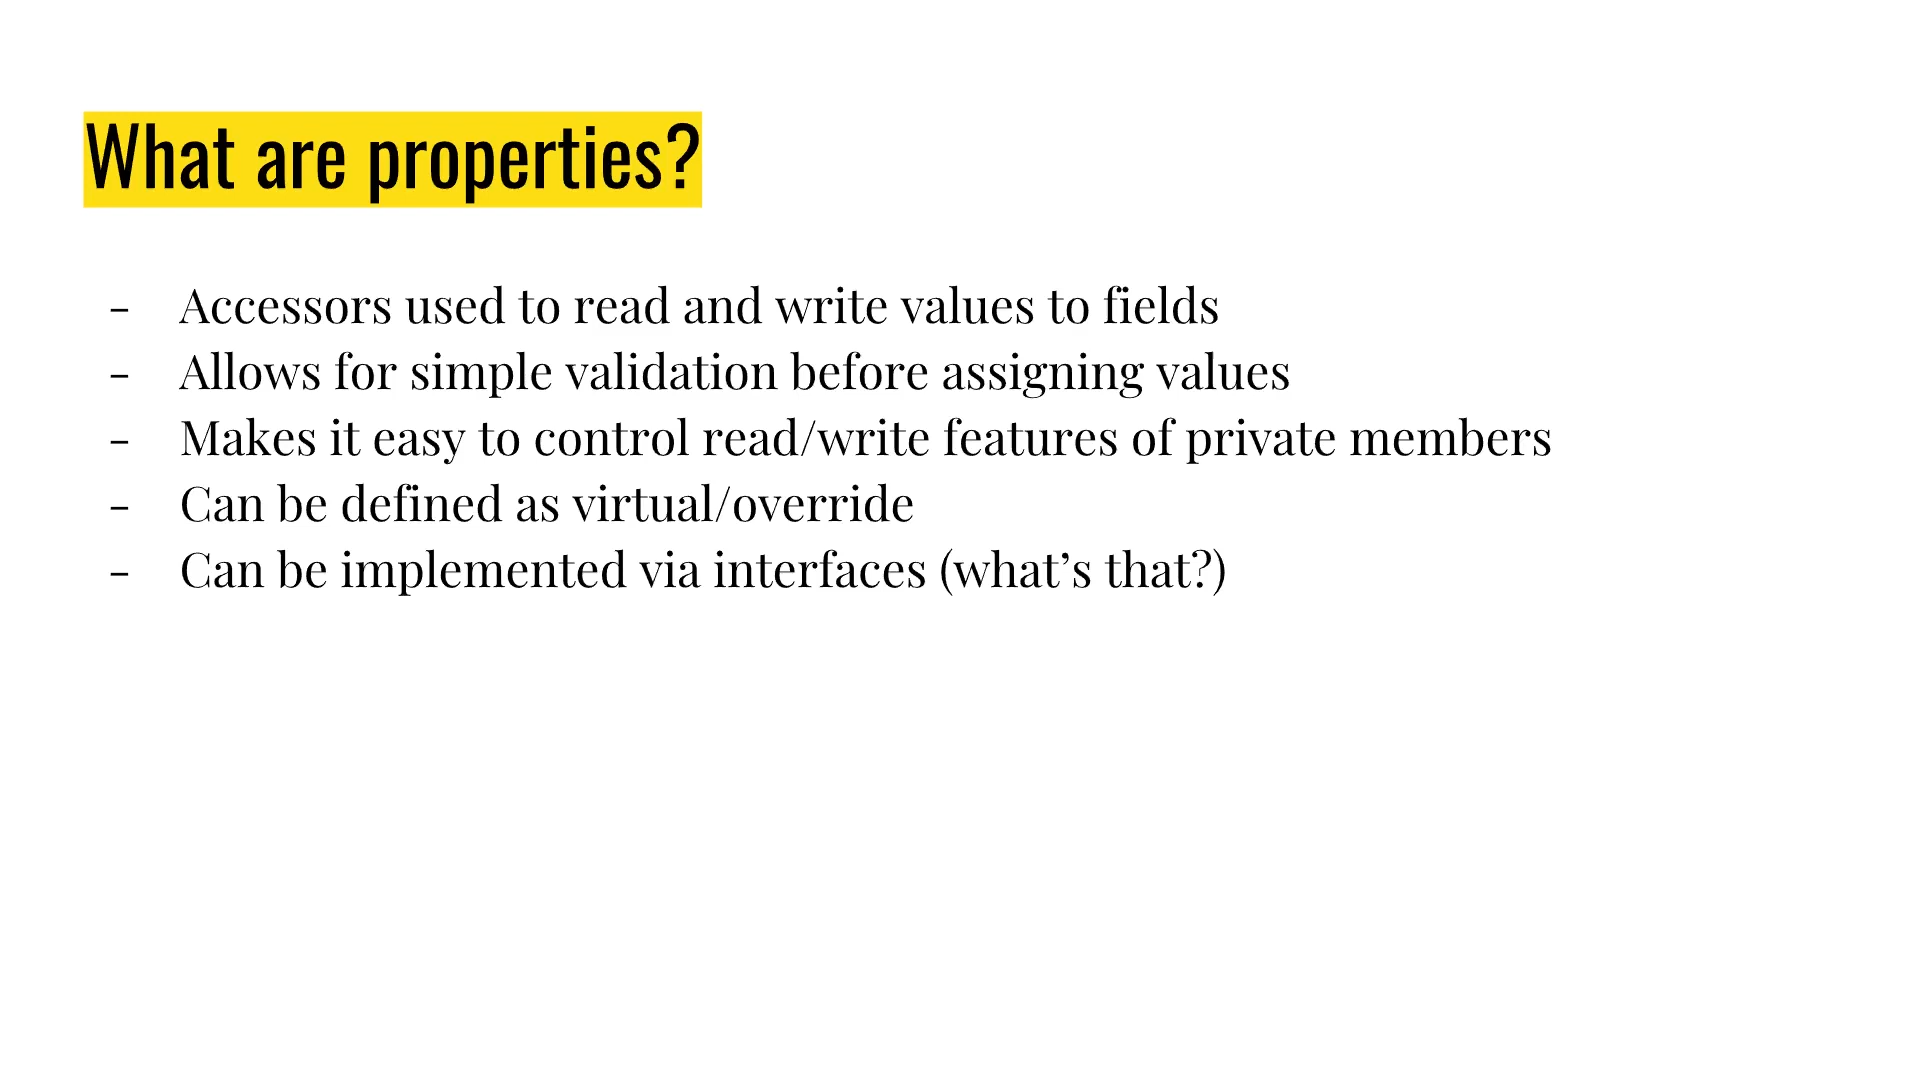 What are properties?
- Accessors used to read and write values to fields
- Allows for simple validation before assigning values
- Makes it easy to control read/write features of private members
- Can be defined as virtual/override
- Can be implemented via interfaces (what’s that?)